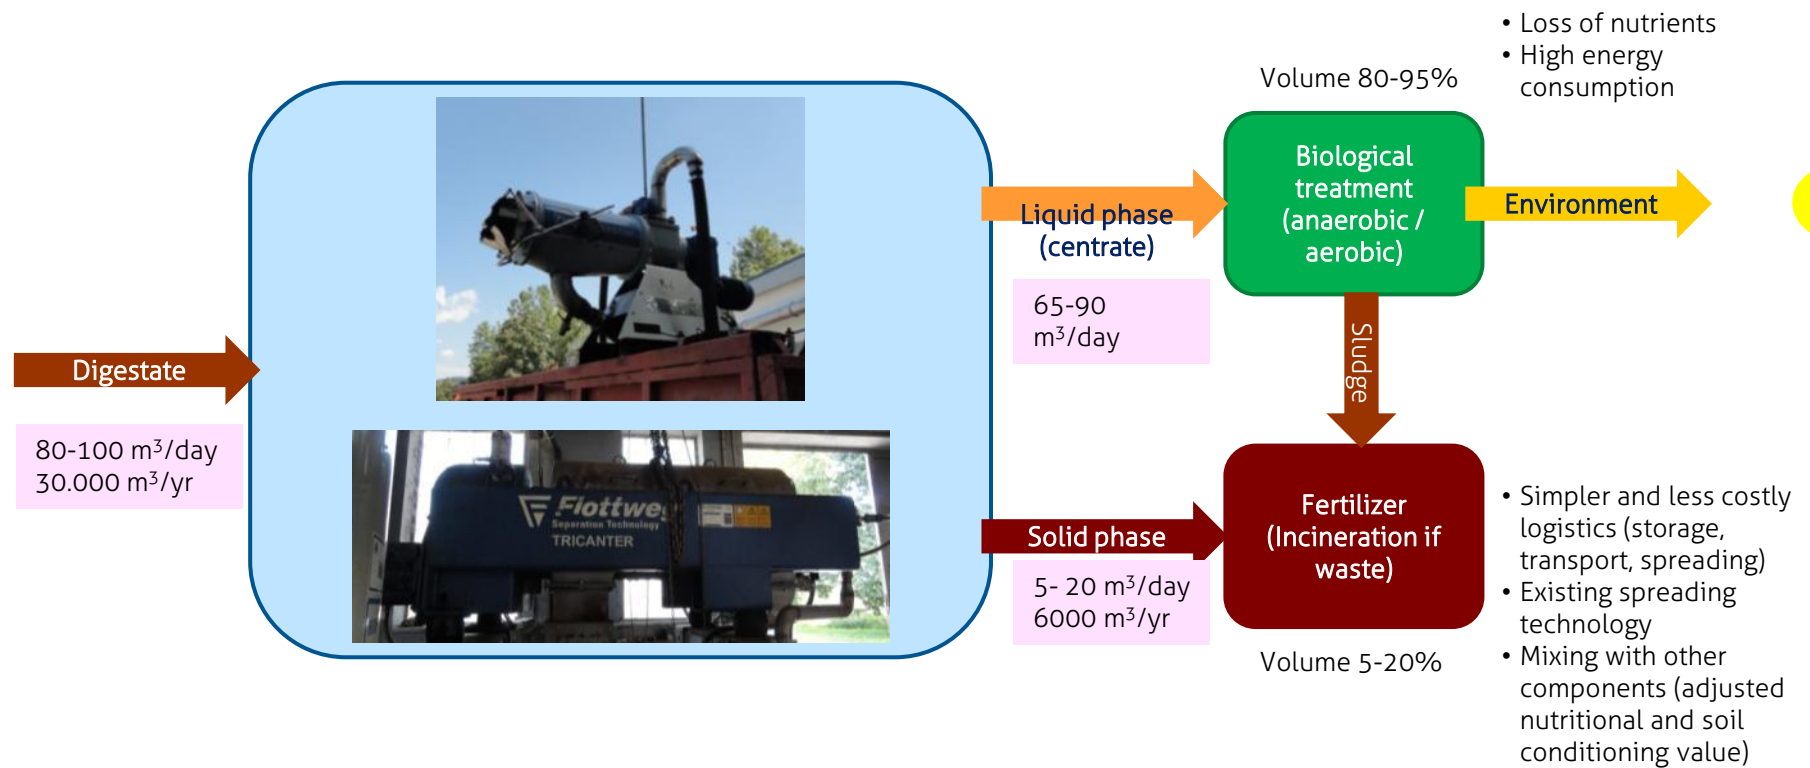 Digestate
80-100 m³/day
30.000 m³/yr
Flottwe
Separation Technology
TRICANTER
Liquid phase
(centrate)
65-90
m³/day
Solid phase
5- 20 m³/day
6000 m³/yr
Volume 80-95%
Biological
treatment
(anaerobic /
aerobic)
Sludge
Fertilizer
(Incineration if
waste)
Volume 5-20%
• Loss of nutrients
• High energy
consumption
Environment
• Simpler and less costly
logistics (storage,
transport, spreading)
• Existing spreading
technology
• Mixing with other
components (adjusted
nutritional and soil
conditioning value)